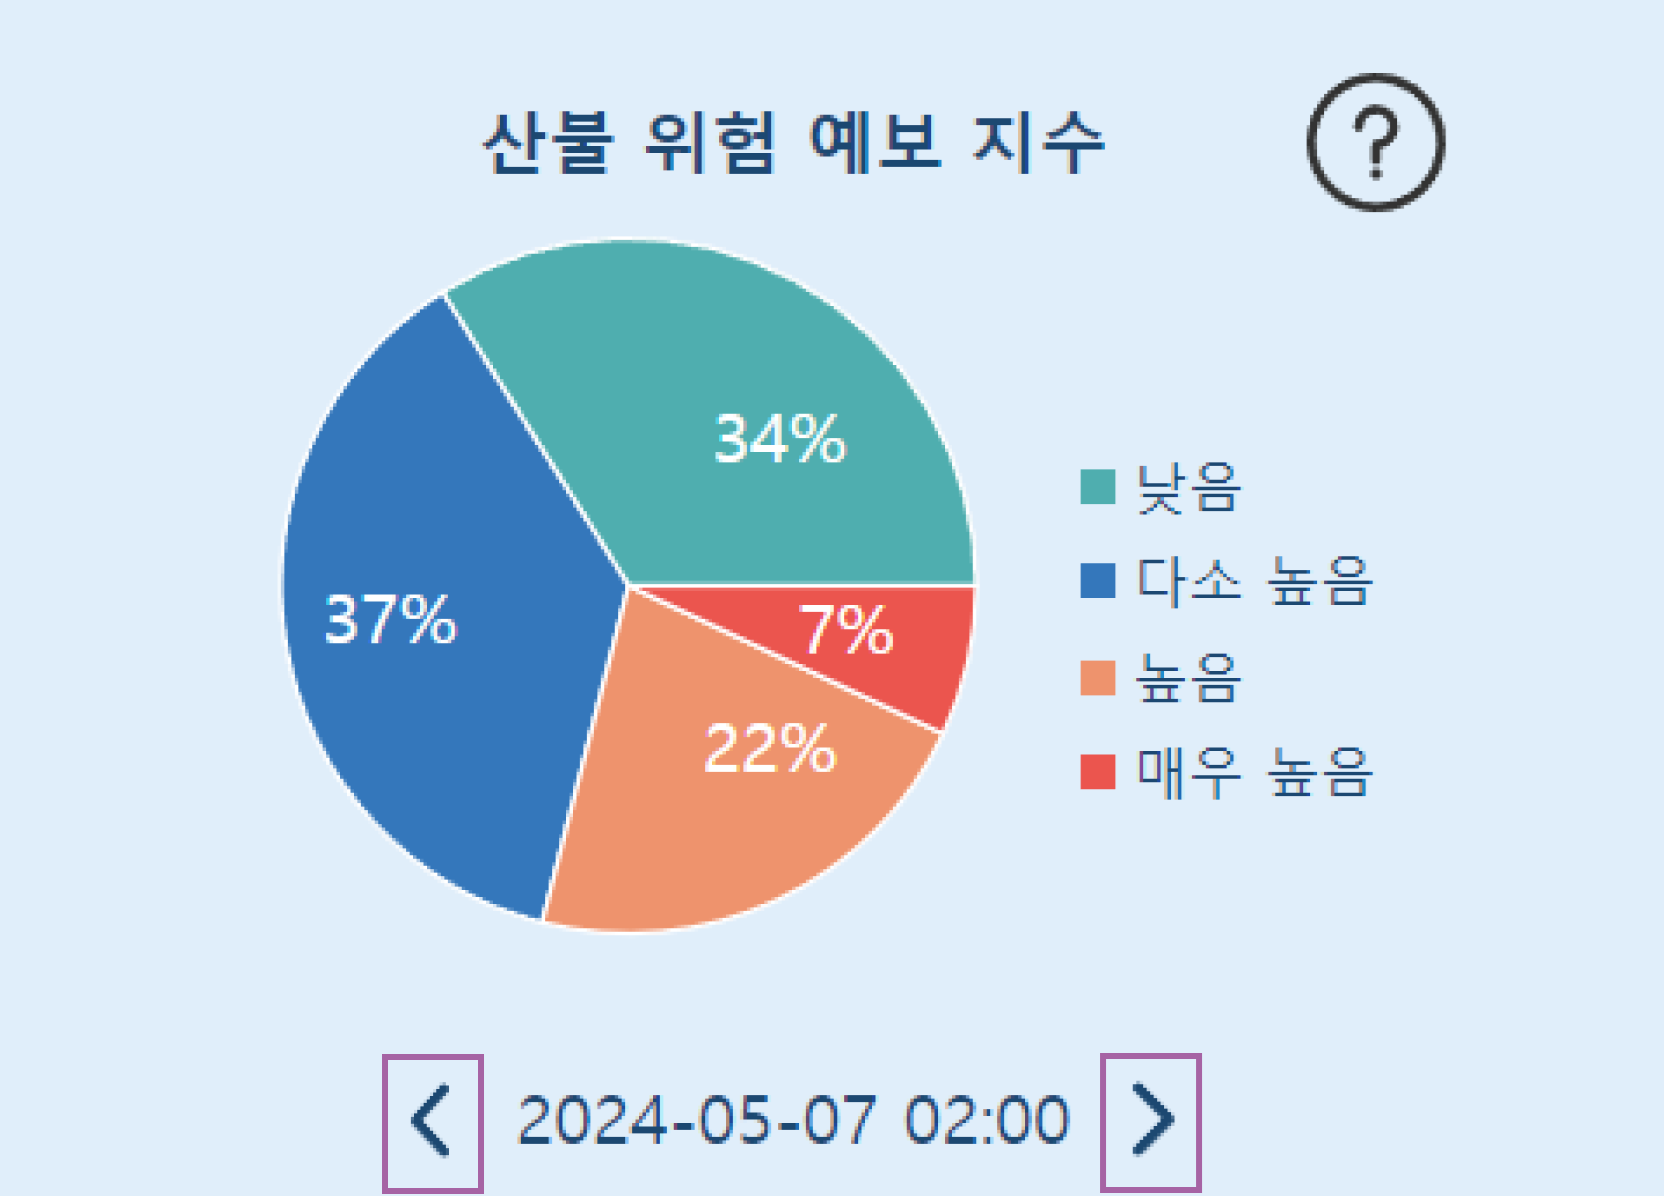 산불 위험 예보 지수
?
34%
37%
7%
22%
낮음
다소 높음
높음
매우 높음
< 2024-05-07 02:00 >